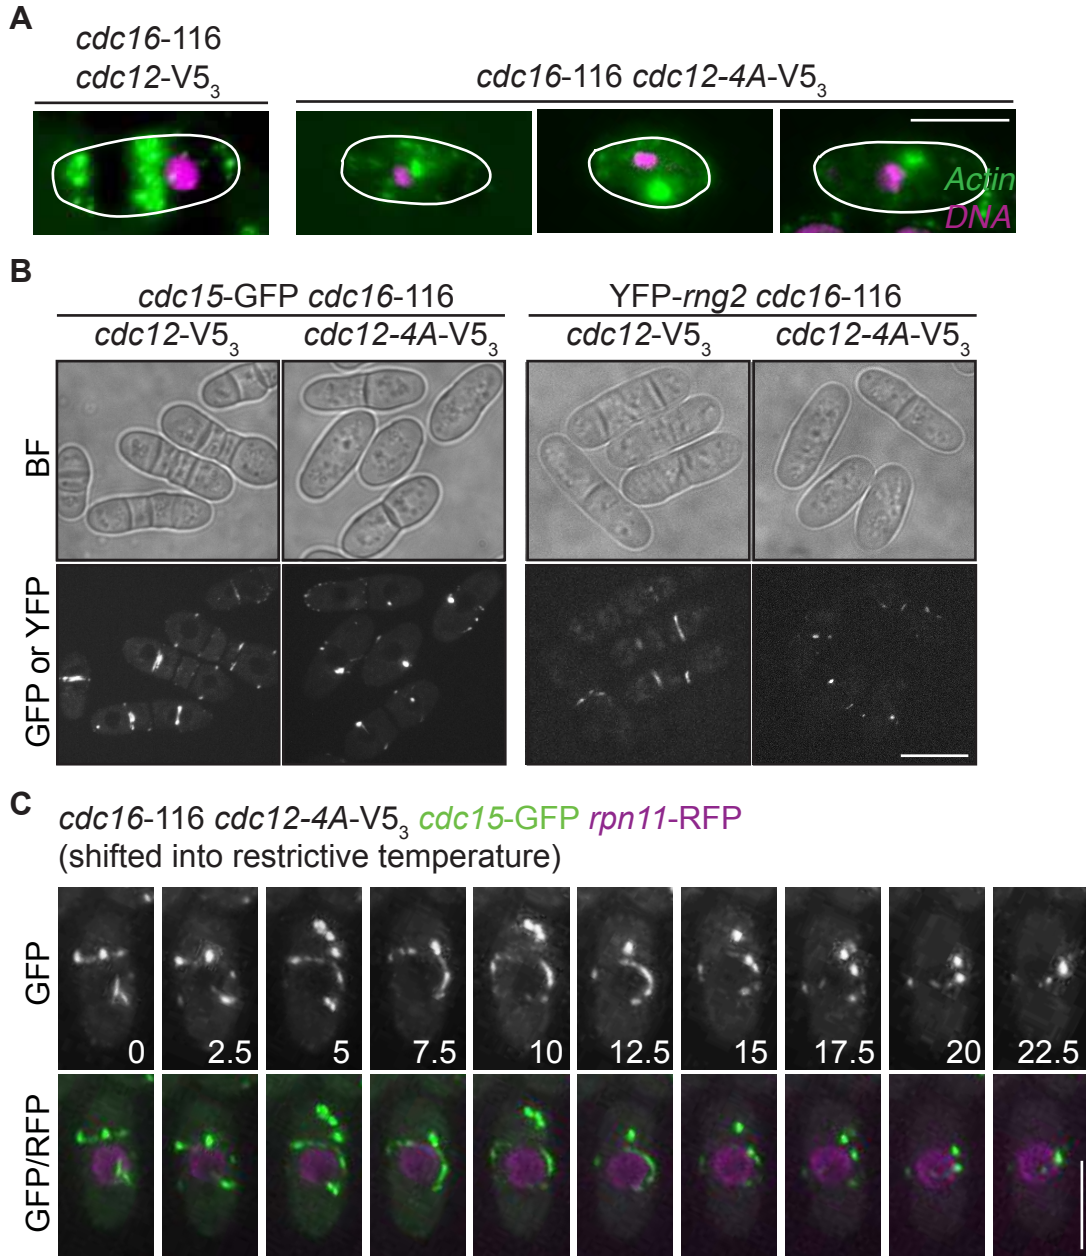 A
cdc16-116
cdc12-V5₃
cdc16-116 cdc12-4A-V5₃
Actin
DNA
B
cdc15-GFP cdc16-116
YFP-rng2 cdc16-116
cdc12-V5₃
cdc12-4A-V5₃
cdc12-V5₃
cdc12-4A-V5₃
BF
GFP or YFP
C
cdc16-116 cdc12-4A-V5₃ cdc15-GFP rpn11-RFP
(shifted into restrictive temperature)
GFP
0 2.5 5 7.5 10 12.5 15 17.5 20 22.5
GFP/RFP